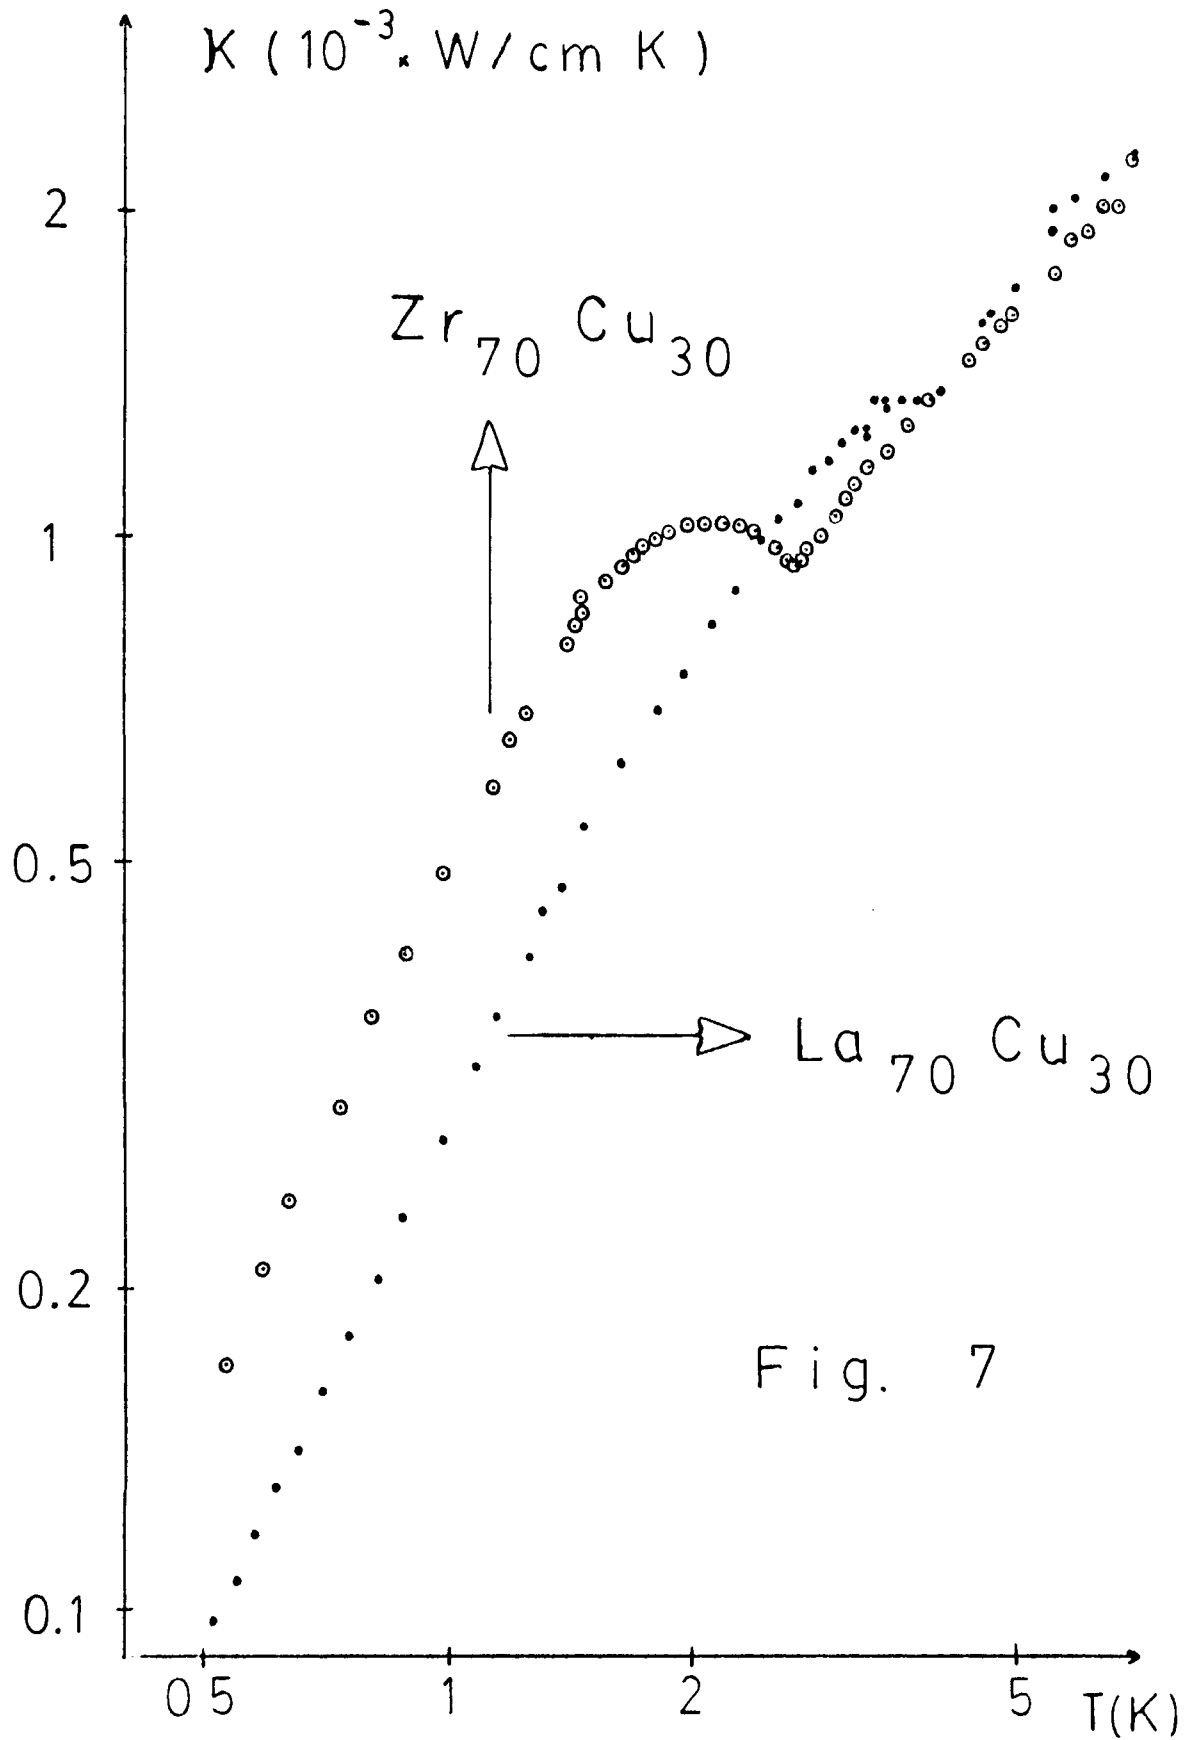 K ( 10⁻³ × W/cm K )
2
Zr₇₀ Cu₃₀
1
0.5
La₇₀ Cu₃₀
0.2
Fig. 7
0.1
0 5 1 2 5 T(K)